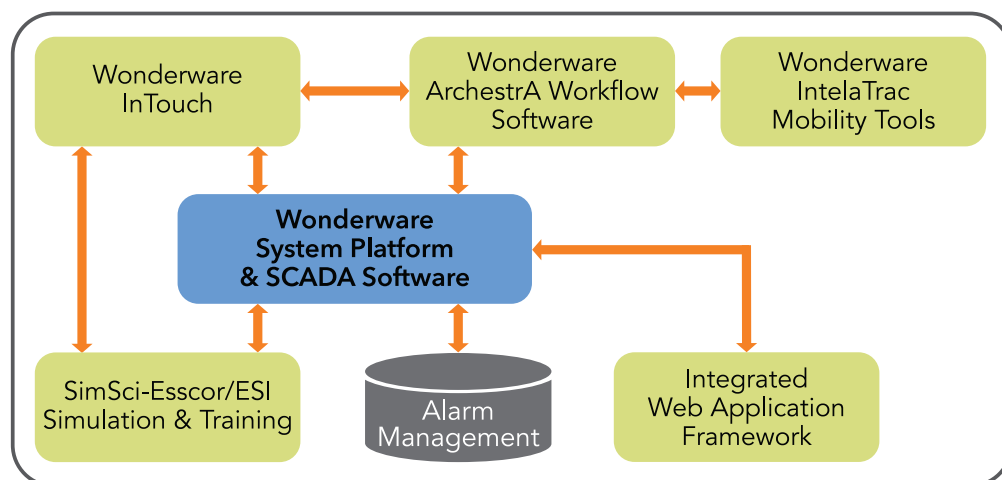 Wonderware
InTouch
Wonderware
ArchestrA Workflow
Software
Wonderware
IntelaTrac
Mobility Tools
Wonderware
System Platform
& SCADA Software
SimSci-Esscor/ESI
Simulation & Training
Alarm
Management
Integrated
Web Application
Framework